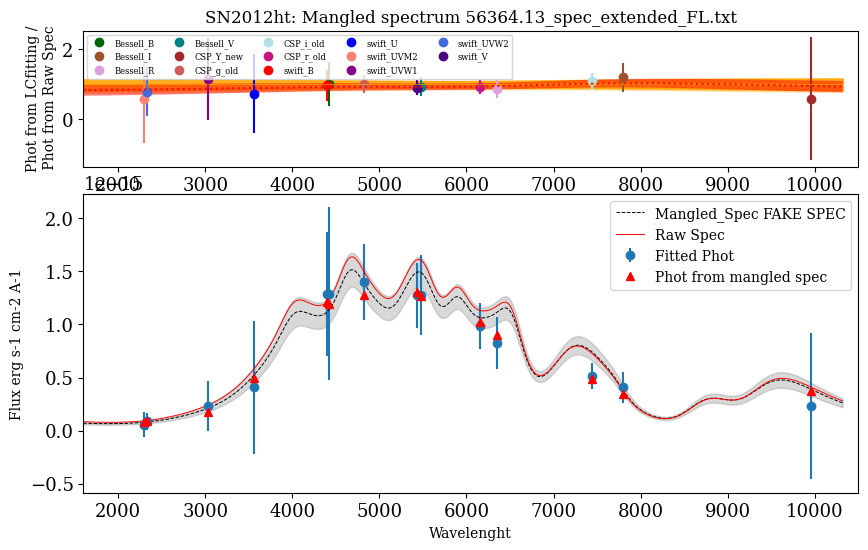 SN2012ht: Mangled spectrum 56364.13_spec_extended_FL.txt
Phot from LCfitting /
Phot from Raw Spec
2
0
Bessell_B
Bessell_I
Bessell_R
Bessell_V
CSP_Y_new
CSP_g_old
CSP_i_old
CSP_r_old
swift_B
swift_U
swift_UVM2
swift_UVW1
swift_UVW2
swift_V
2000 3000 4000 5000 6000 7000 8000 9000 10000
1e−15
Flux erg s-1 cm-2 A-1
2.0
1.5
1.0
0.5
0.0
−0.5
Mangled_Spec FAKE SPEC
Raw Spec
Fitted Phot
Phot from mangled spec
2000 3000 4000 5000 6000 7000 8000 9000 10000
Wavelenght